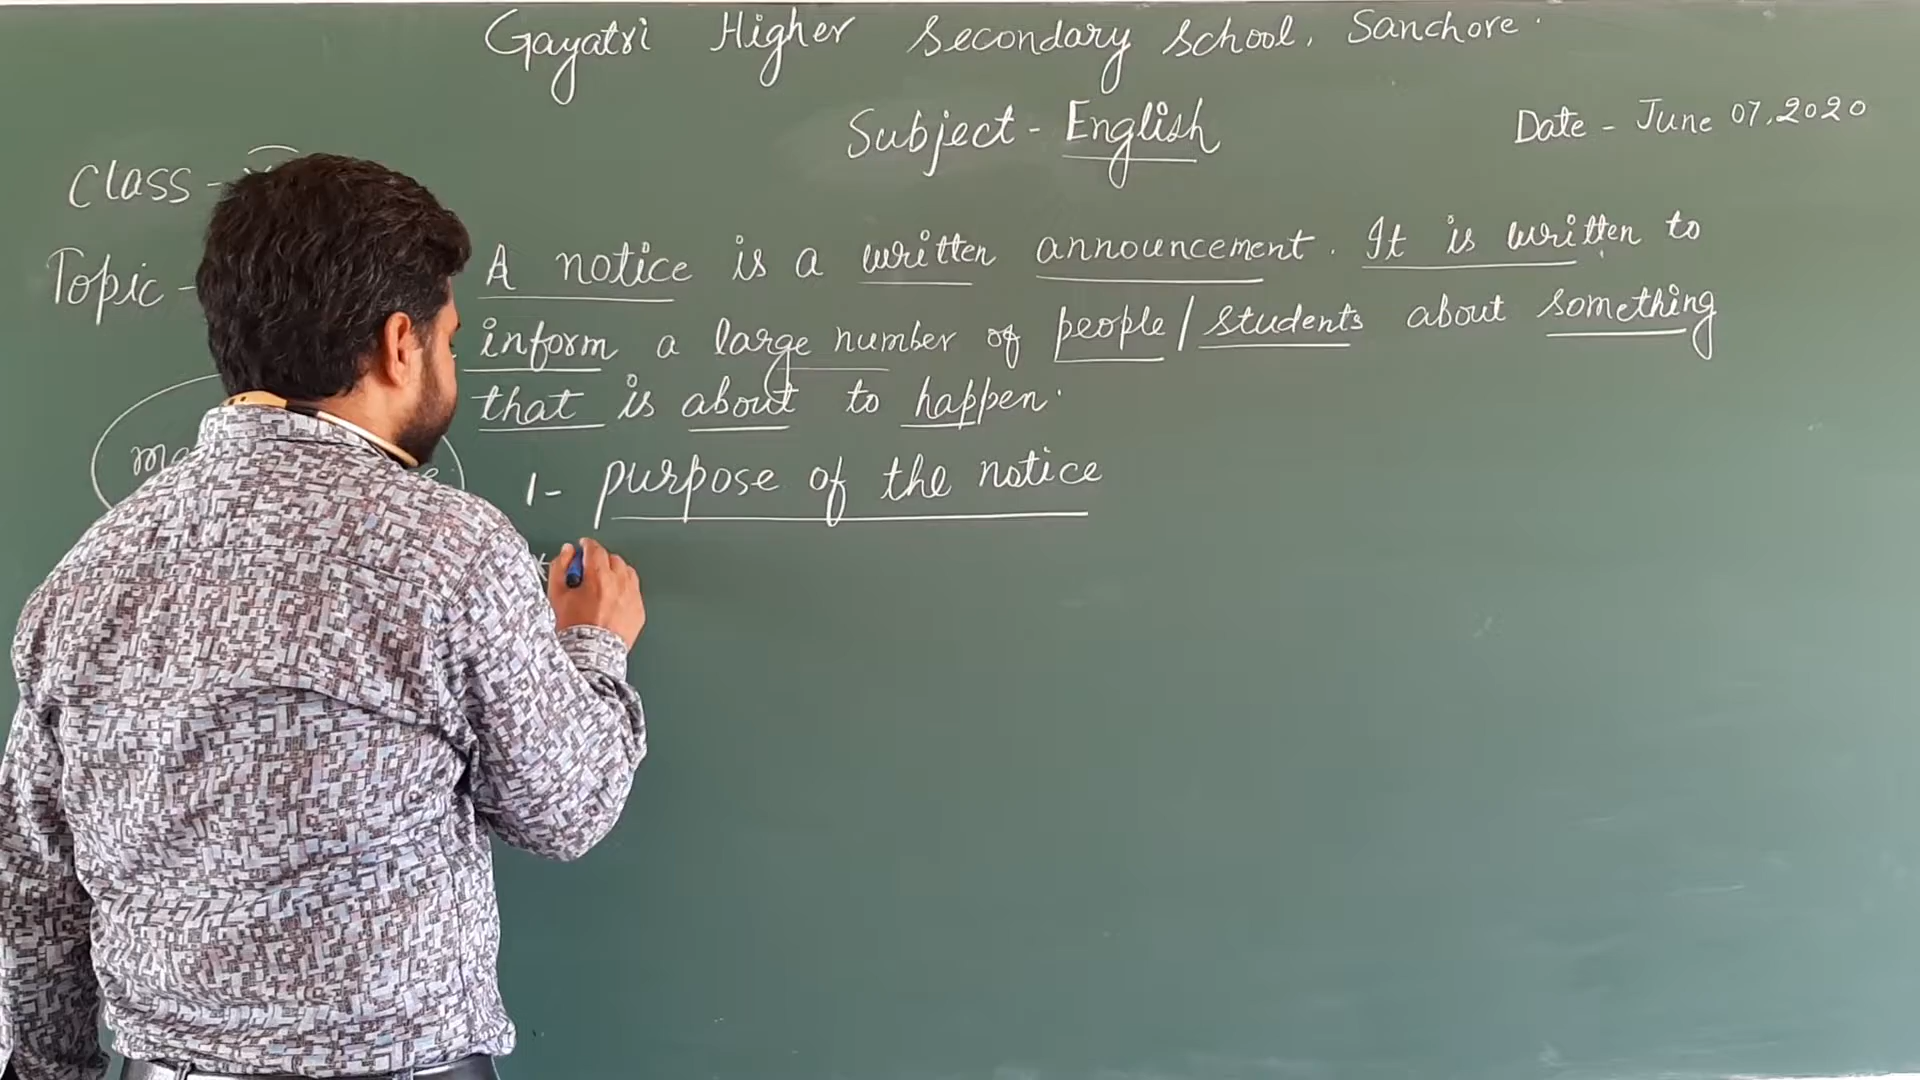 Gayatri Higher Secondary School, Sanchore.
Subject - English
Date - June 07, 2020
Class -
Topic -
A notice is a written announcement. It is written to
inform a large number of people / students about something
that is about to happen.
1- purpose of the notice